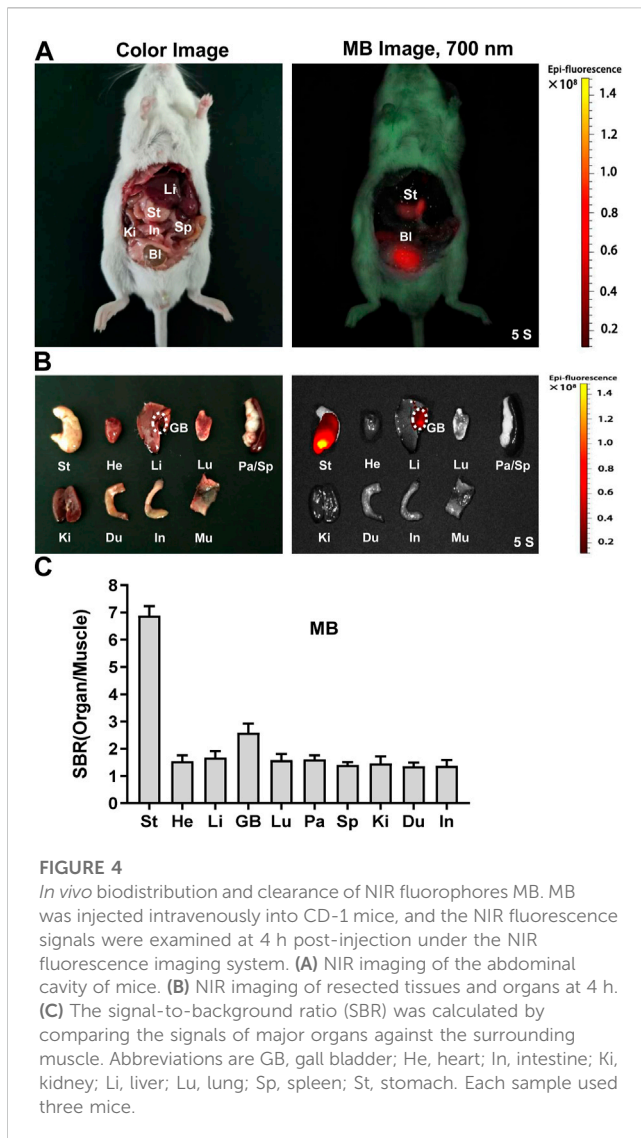 A
Color Image
MB Image, 700 nm
Epi-fluorescence
×10⁸
1.4
1.2
1.0
0.8
0.6
0.4
0.2
Li
St
Ki
In
Sp
Bl
St
Bl
5 S
B
Epi-fluorescence
×10⁸
1.4
1.2
1.0
0.8
0.6
0.4
0.2
GB
St
He
Li
Lu
Pa/Sp
Ki
Du
In
Mu
GB
St
He
Li
Lu
Pa/Sp
Ki
Du
In
Mu
5 S
C
SBR(Organ/Muscle)
8
7
6
5
4
3
2
1
0
MB
St He Li GB Lu Pa Sp Ki Du In
FIGURE 4
In vivo biodistribution and clearance of NIR fluorophores MB. MB
was injected intravenously into CD-1 mice, and the NIR fluorescence
signals were examined at 4 h post-injection under the NIR
fluorescence imaging system. (A) NIR imaging of the abdominal
cavity of mice. (B) NIR imaging of resected tissues and organs at 4 h.
(C) The signal-to-background ratio (SBR) was calculated by
comparing the signals of major organs against the surrounding
muscle. Abbreviations are GB, gall bladder; He, heart; In, intestine; Ki,
kidney; Li, liver; Lu, lung; Sp, spleen; St, stomach. Each sample used
three mice.